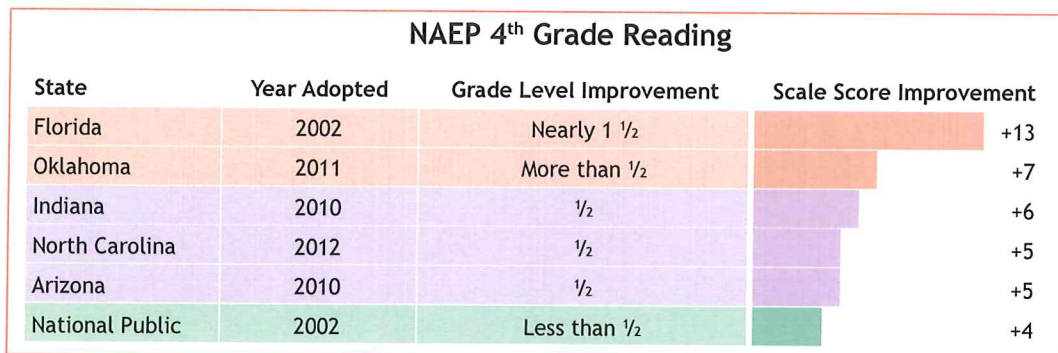 NAEP 4th Grade Reading
State Year Adopted Grade Level Improvement Scale Score Improvement
Florida 2002 Nearly 1 ½ +13
Oklahoma 2011 More than ½ +7
Indiana 2010 ½ +6
North Carolina 2012 ½ +5
Arizona 2010 ½ +5
National Public 2002 Less than ½ +4